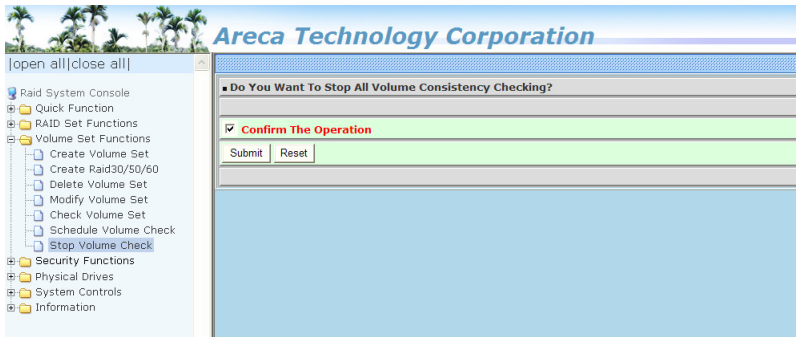 Areca Technology Corporation
|open all|close all|
Raid System Console
Quick Function
RAID Set Functions
Volume Set Functions
Create Volume Set
Create Raid30/50/60
Delete Volume Set
Modify Volume Set
Check Volume Set
Schedule Volume Check
Stop Volume Check
Security Functions
Physical Drives
System Controls
Information
Do You Want To Stop All Volume Consistency Checking?
Confirm The Operation
Submit Reset